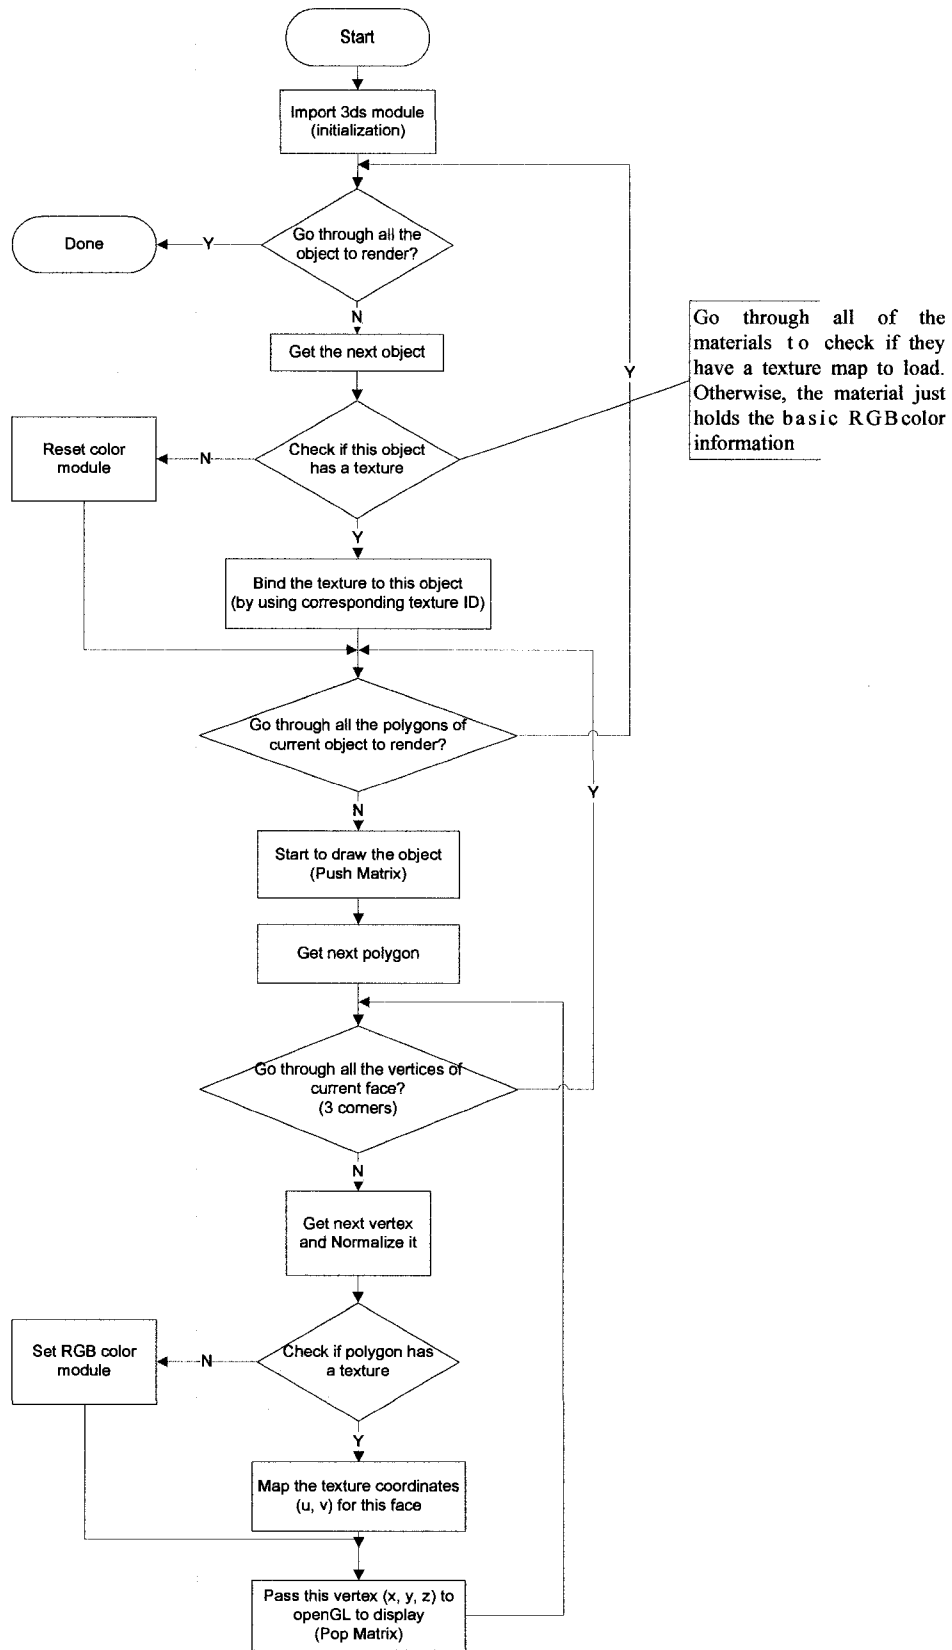 Start
Import 3ds module
(initialization)
Go through all the
object to render?
Y
Done
N
Get the next object
Go through all of the
materials to check if they
have a texture map to load.
Otherwise, the material just
holds the basic RGB color
information
Y
Check if this object
has a texture
N
Reset color
module
Y
Bind the texture to this object
(by using corresponding texture ID)
Go through all the polygons of
current object to render?
Y
N
Start to draw the object
(Push Matrix)
Get next polygon
Go through all the vertices of
current face?
(3 corners)
N
Get next vertex
and Normalize it
Check if polygon has
a texture
N
Set RGB color
module
Y
Map the texture coordinates
(u, v) for this face
Pass this vertex (x, y, z) to
openGL to display
(Pop Matrix)